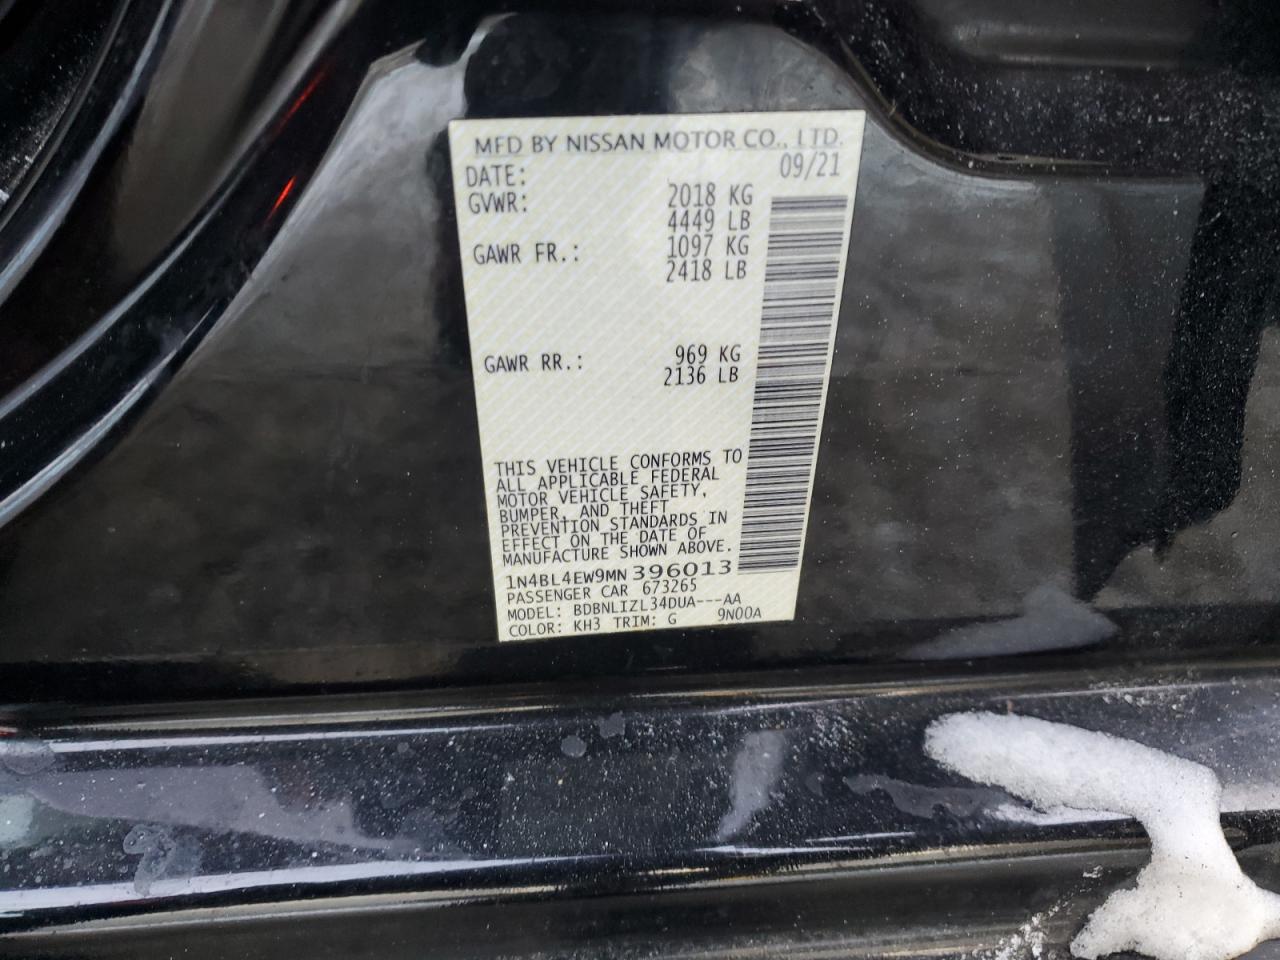 MFD BY NISSAN MOTOR CO., LTD.
DATE: 09/21
GVWR: 2018 KG
4449 LB
GAWR FR.: 1097 KG
2418 LB
GAWR RR.: 969 KG
2136 LB
THIS VEHICLE CONFORMS TO
ALL APPLICABLE FEDERAL
MOTOR VEHICLE SAFETY,
BUMPER, AND THEFT
PREVENTION STANDARDS IN
EFFECT ON THE DATE OF
MANUFACTURE SHOWN ABOVE.
1N4BL4EW9MN396013
PASSENGER CAR 673265
MODEL: BDBNLIZL34DUA---AA
COLOR: KH3 TRIM: G 9N00A